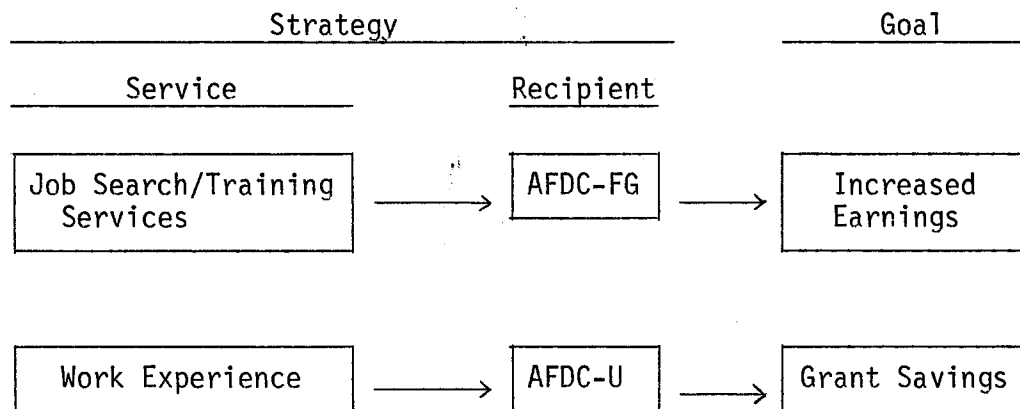 Strategy
Goal
Service
Recipient
Job Search/Training
Services
AFDC-FG
Increased
Earnings
Work Experience
AFDC-U
Grant Savings